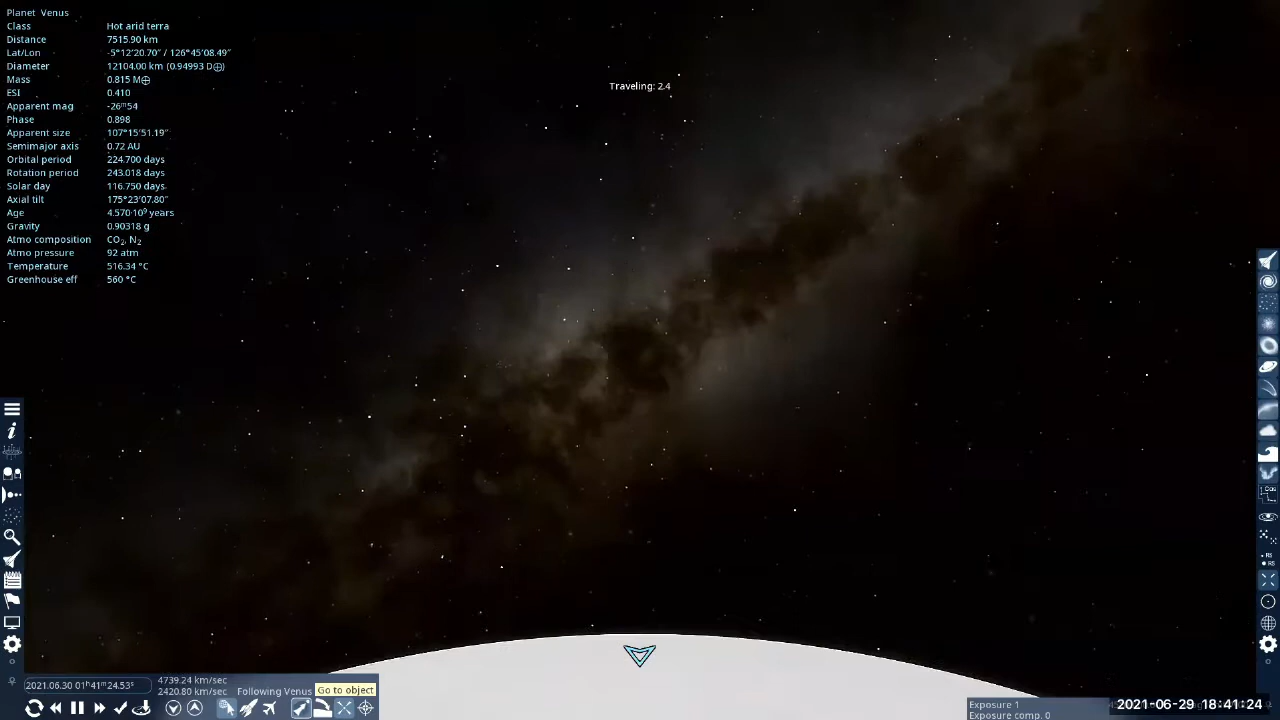 Planet Venus
Class Hot arid terra
Distance 7515.90 km
Lat/Lon -5°12'20.70" / 126°45'08.49"
Diameter 12104.00 km (0.94993 D⊕)
Mass 0.815 M⊕
ESI 0.410
Apparent mag -26ᵐ54
Phase 0.898
Apparent size 107°15'51.19"
Semimajor axis 0.72 AU
Orbital period 224.700 days
Rotation period 243.018 days
Solar day 116.750 days
Axial tilt 175°23'07.80"
Age 4.570·10⁹ years
Gravity 0.90318 g
Atmo composition CO₂, N₂
Atmo pressure 92 atm
Temperature 516.34 °C
Greenhouse eff 560 °C
Traveling: 2.4
Gas
RS
RS
2021.06.30 01ʰ41ᵐ24.53ˢ
4739.24 km/sec
2420.80 km/sec
Following Venus
Go to object
Exposure 1
Exposure comp. 0
2021-06-29 18:41:24